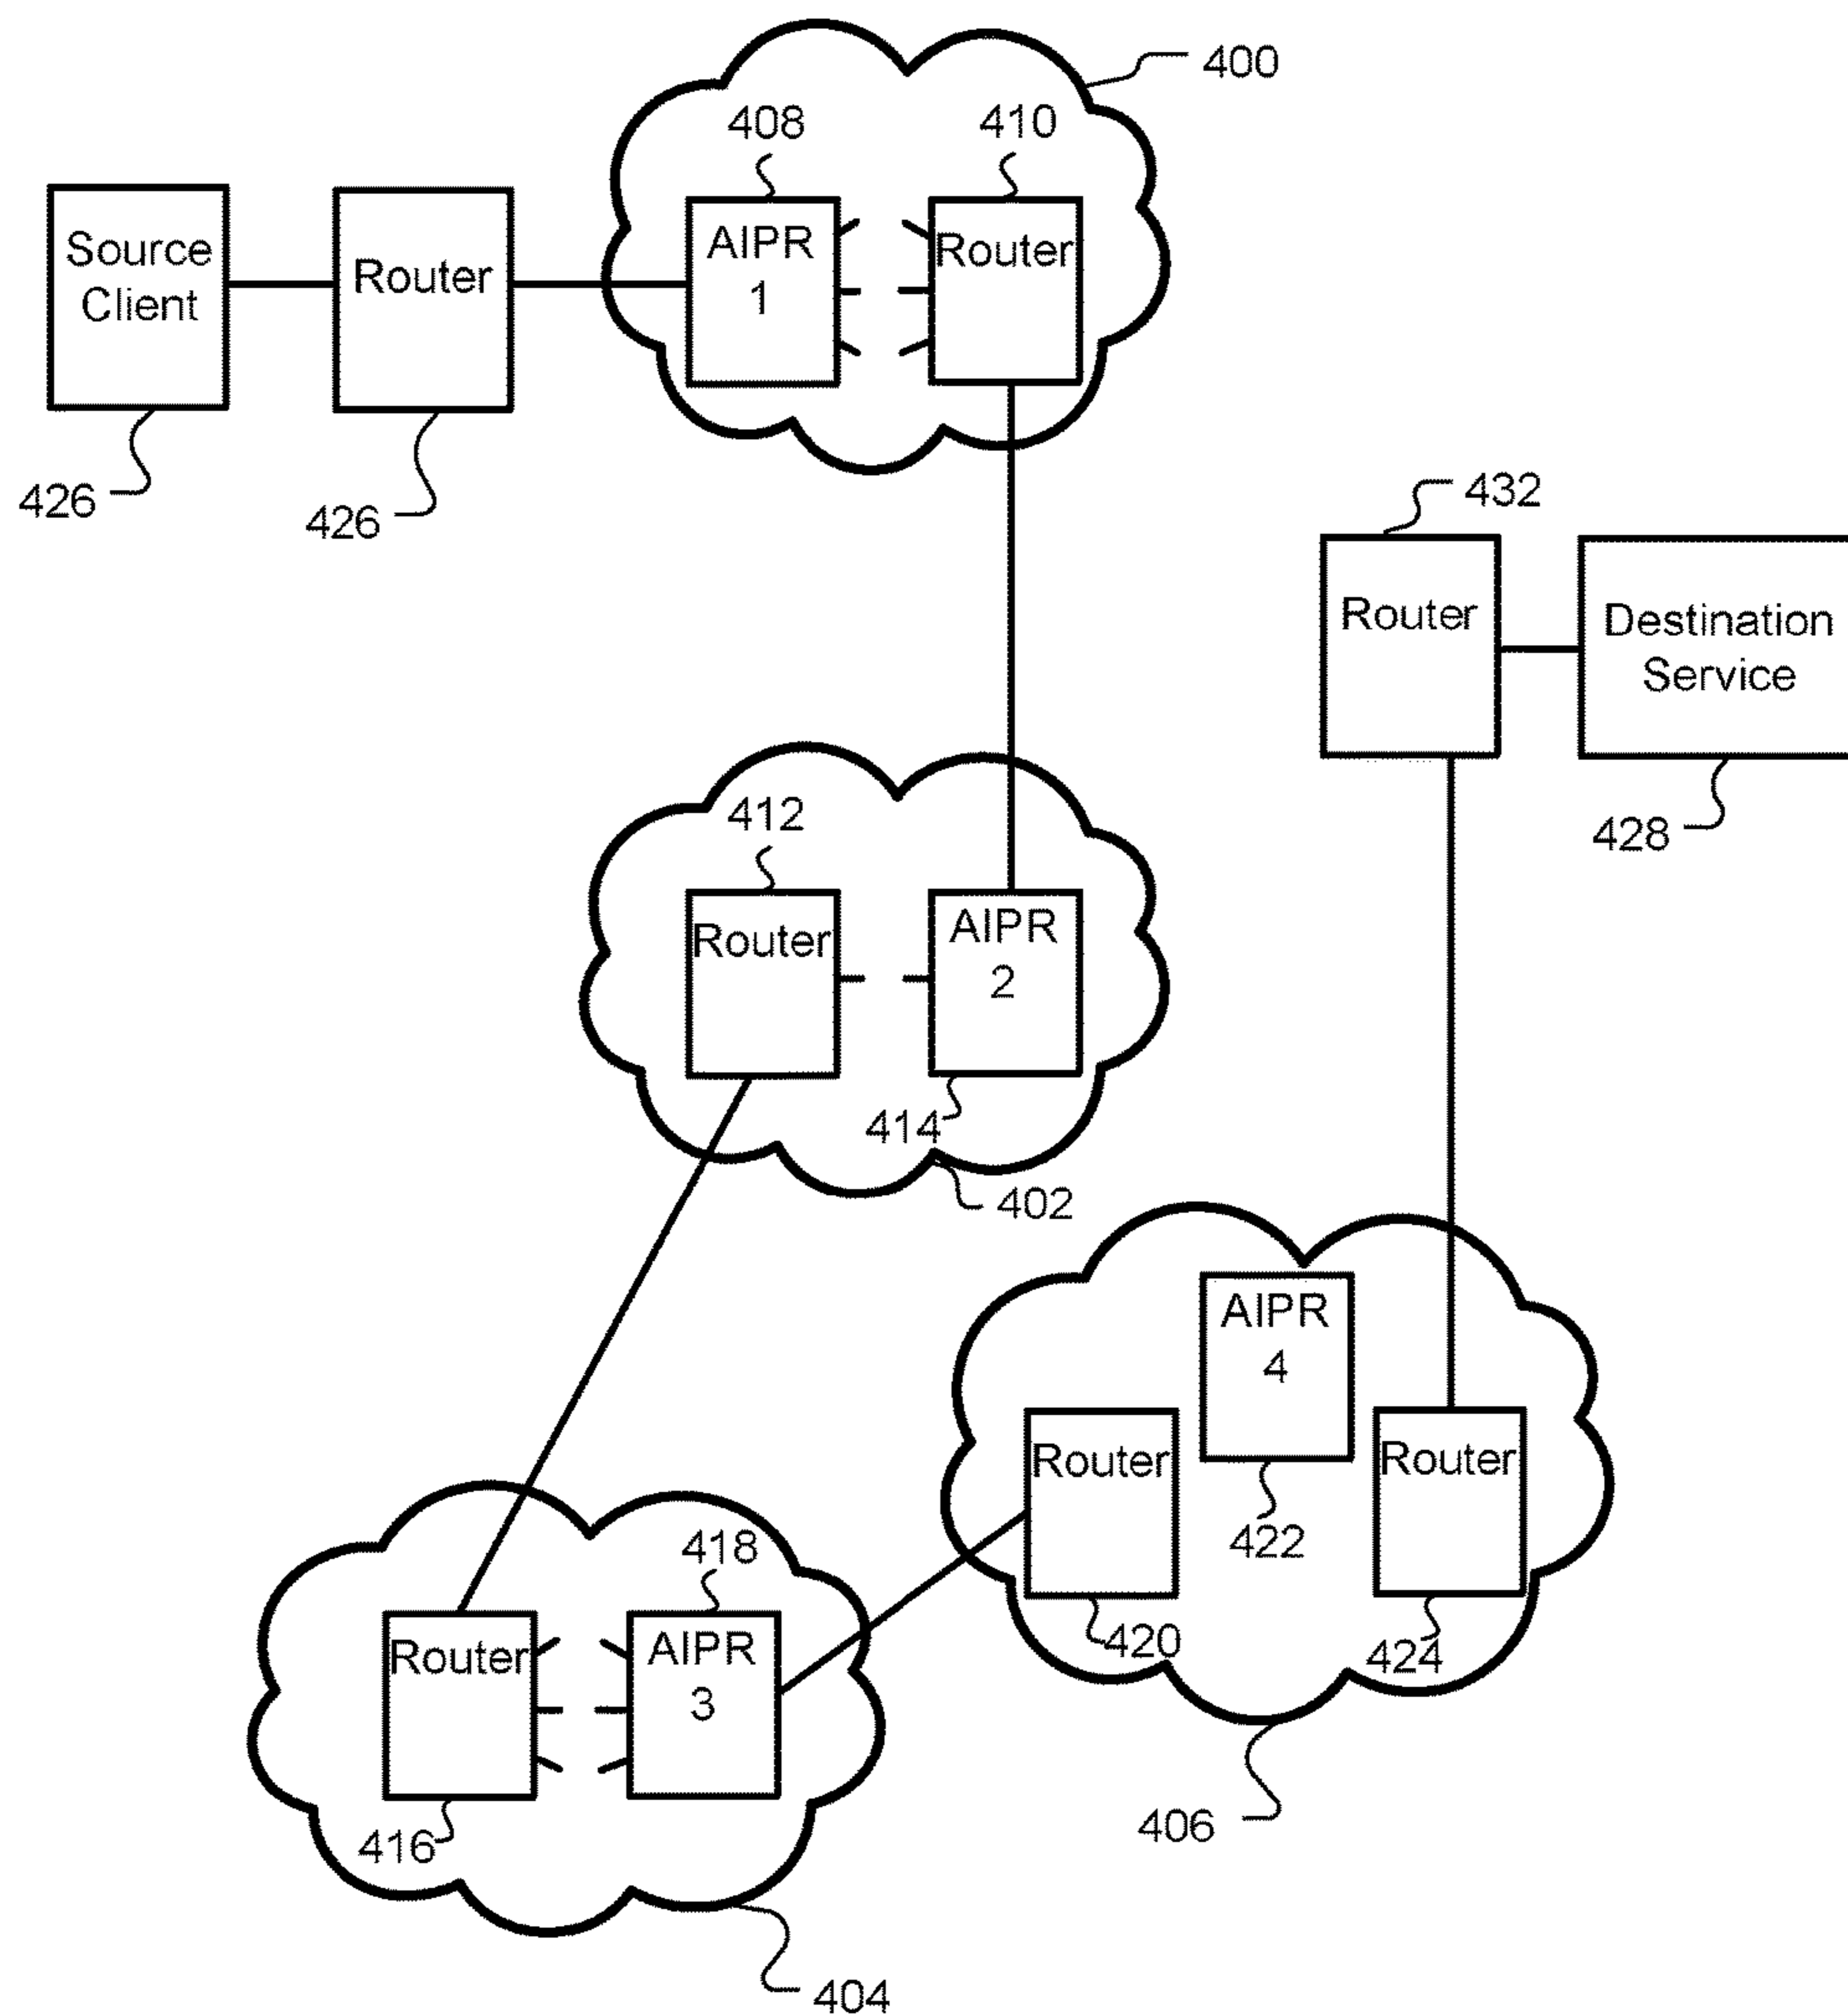 400
408
410
Source
Client
Router
AIPR
1
Router
426
426
432
Router
Destination
Service
428
412
Router
AIPR
2
414
402
AIPR
4
Router
Router
422
420
424
418
Router
AIPR
3
416
406
404